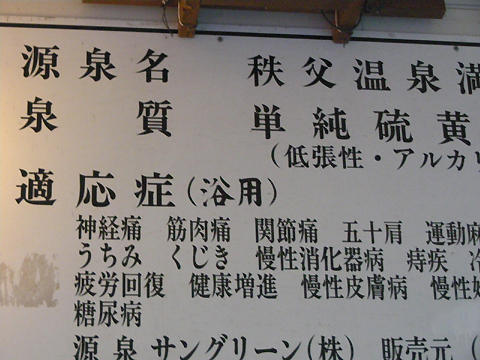 源泉名 秩父温泉満
泉質 単純硫黄
(低張性・アルカリ
適応症(浴用)
神経痛 筋肉痛 関節痛 五十肩 運動麻
うちみ くじき 慢性消化器病 痔疾 冷
疲労回復 健康増進 慢性皮膚病 慢性
糖尿病
源泉 サングリーン(株) 販売元(